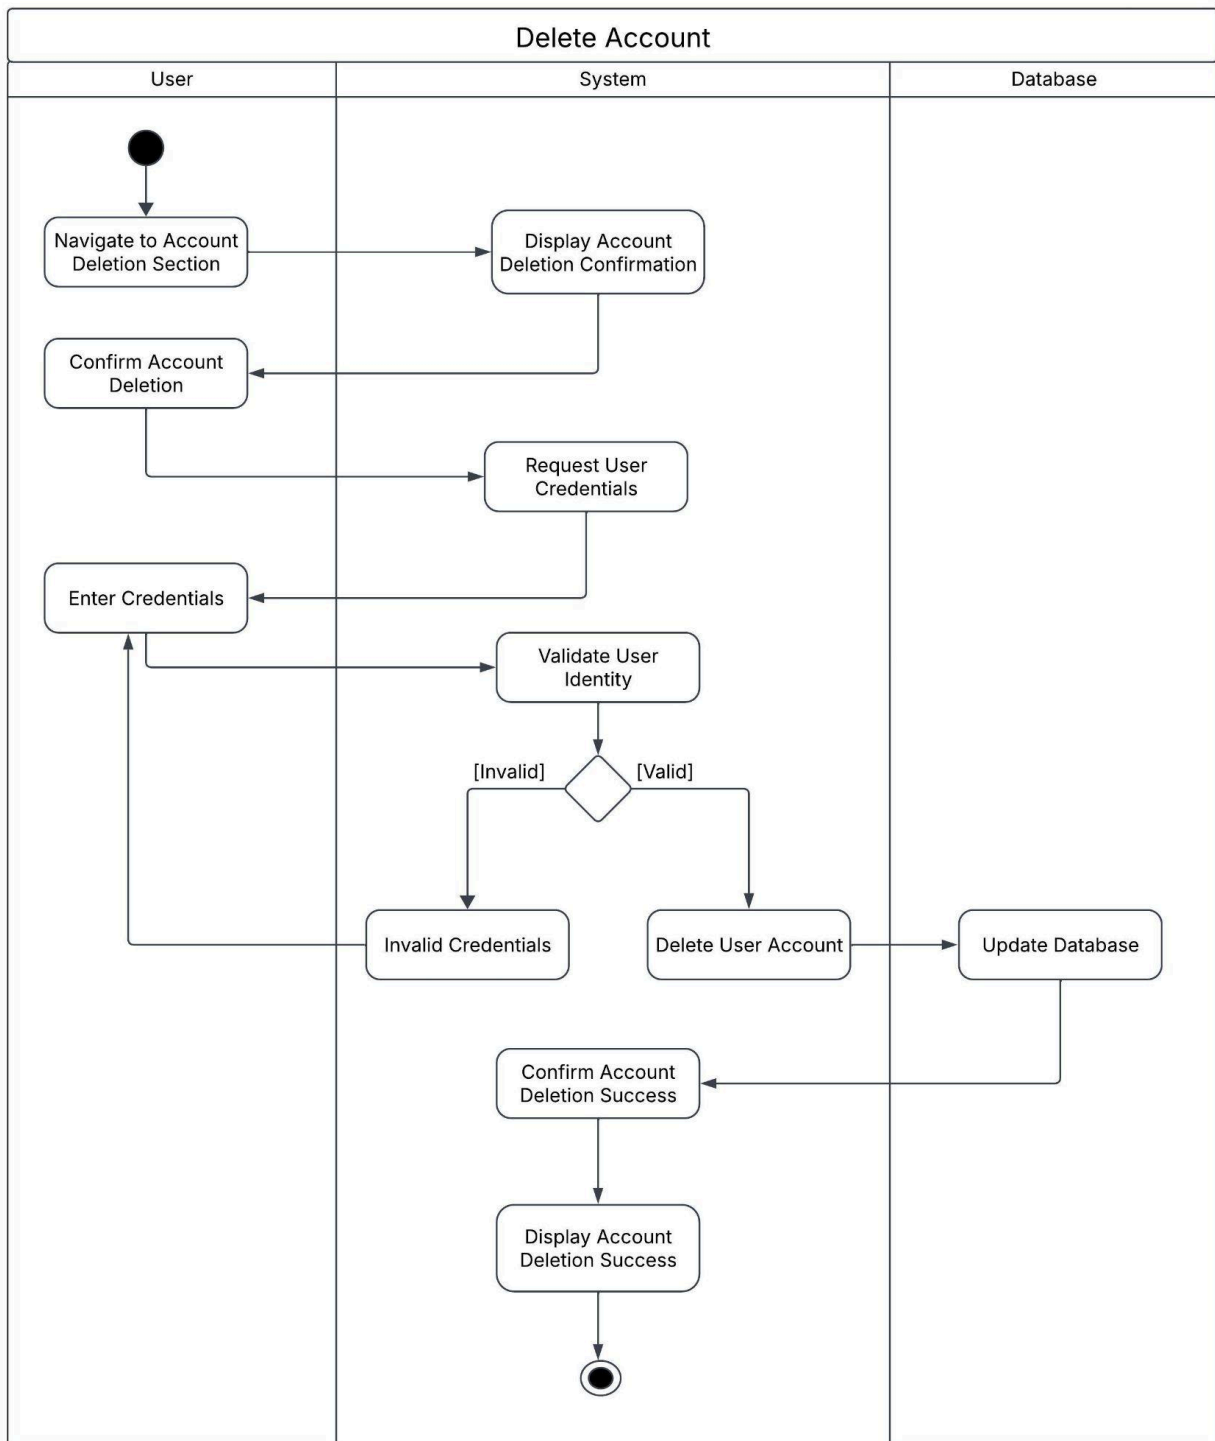 Delete Account
User
System
Database
Navigate to Account
Deletion Section
Display Account
Deletion Confirmation
Confirm Account
Deletion
Request User
Credentials
Enter Credentials
Validate User
Identity
[Invalid]
[Valid]
Invalid Credentials
Delete User Account
Update Database
Confirm Account
Deletion Success
Display Account
Deletion Success